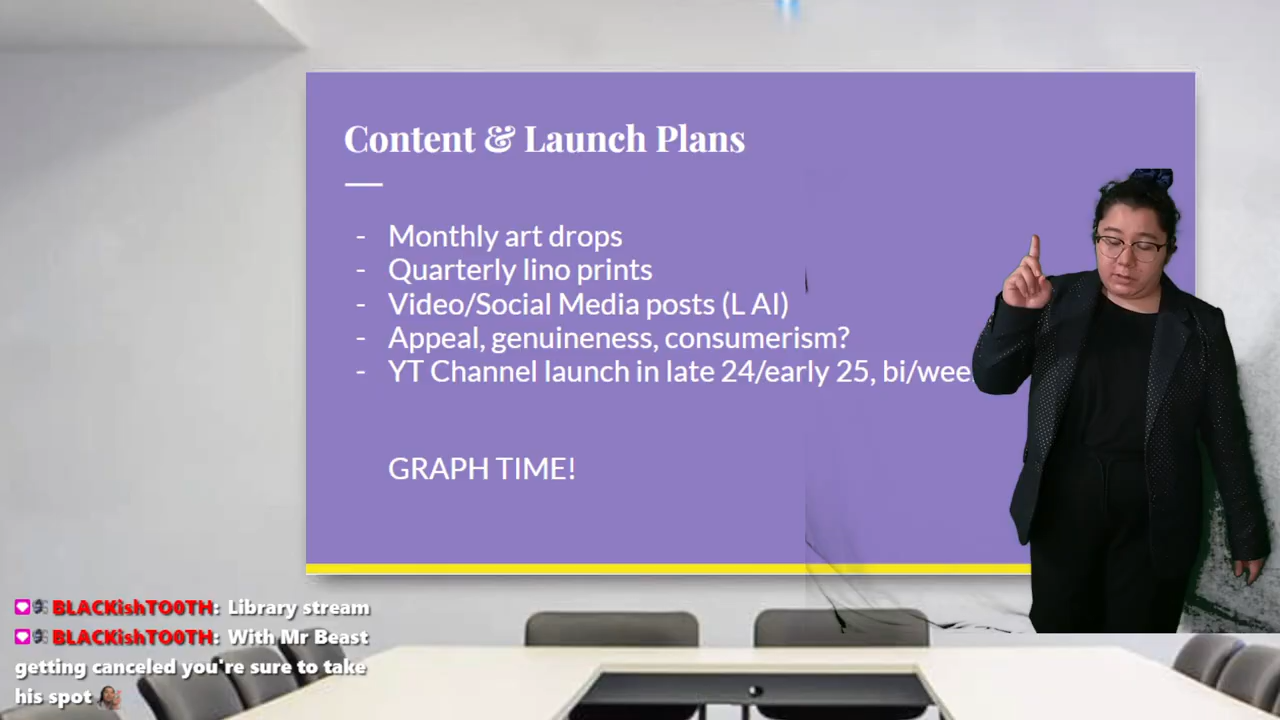 Content & Launch Plans
- Monthly art drops
- Quarterly lino prints
- Video/Social Media posts (L AI)
- Appeal, genuineness, consumerism?
- YT Channel launch in late 24/early 25, bi/wee
GRAPH TIME!
BLACKishTO0TH: Library stream
BLACKishTO0TH: With Mr Beast
getting canceled you're sure to take
his spot